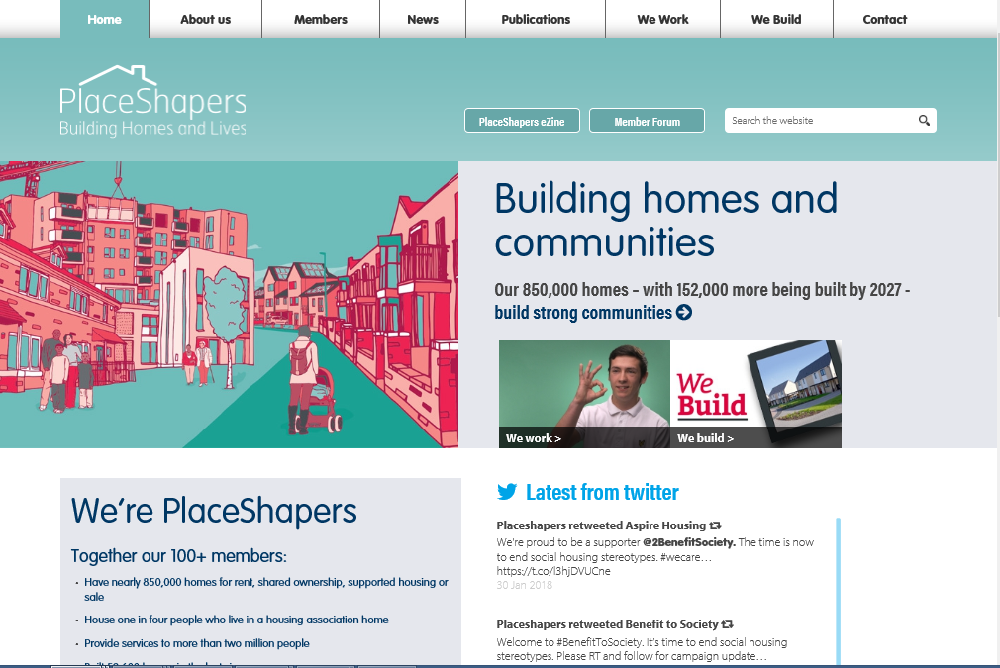 Home
About us
Members
News
Publications
We Work
We Build
Contact
PlaceShapers
Building Homes and Lives
PlaceShapers eZine
Member Forum
Search the website
Building homes and
communities
Our 850,000 homes – with 152,000 more being built by 2027 -
build strong communities
We work >
We
Build
We build >
We're PlaceShapers
Together our 100+ members:
• Have nearly 850,000 homes for rent, shared ownership, supported housing or
sale
• House one in four people who live in a housing association home
• Provide services to more than two million people
Latest from twitter
Placeshapers retweeted Aspire Housing
We're proud to be a supporter @2BenefitSociety. The time is now
to end social housing stereotypes. #wecare…
https://t.co/l3hjDVUCne
30 Jan 2018
Placeshapers retweeted Benefit to Society
Welcome to #BenefitToSociety. It's time to end social housing
stereotypes. Please RT and follow for campaign update…